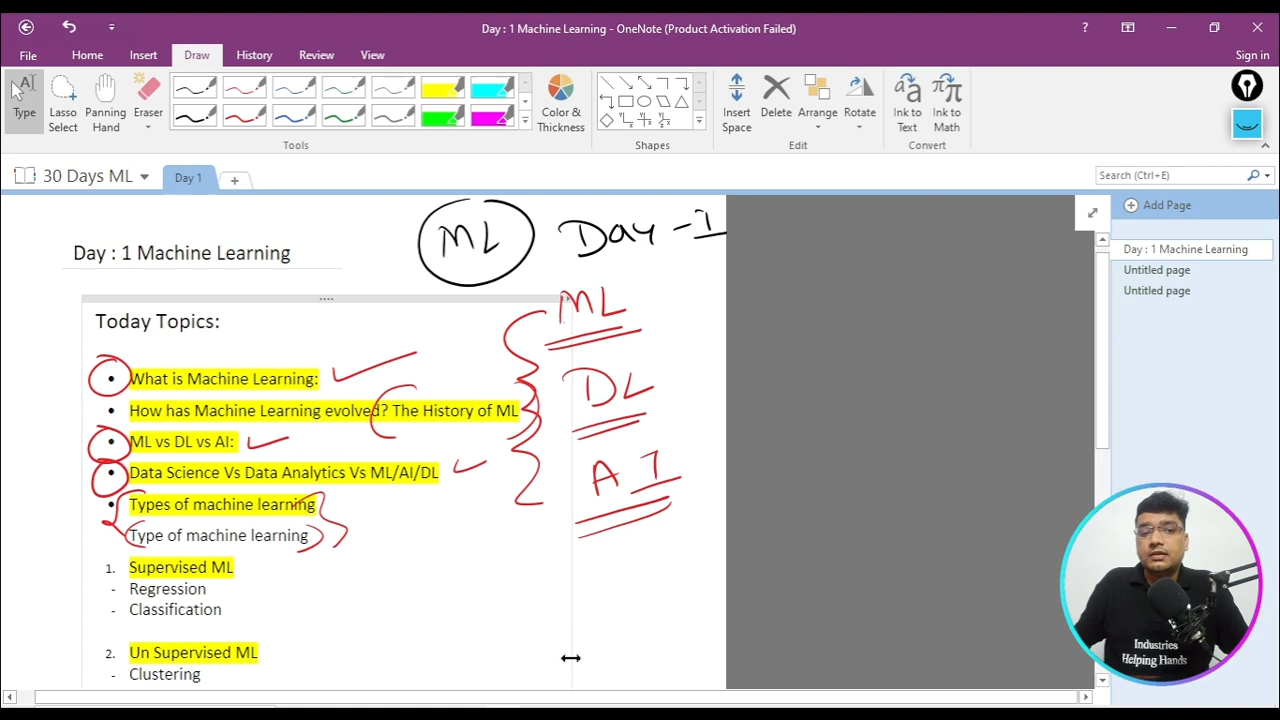 Day : 1 Machine Learning - OneNote (Product Activation Failed)
?
File
Home
Insert
Draw
History
Review
View
Sign in
Type
Lasso Select
Panning Hand
Eraser
Color & Thickness
Insert Space
Delete
Arrange
Rotate
Ink to Text
Ink to Math
Tools
Shapes
Edit
Convert
30 Days ML
Day 1
+
Search (Ctrl+E)
Add Page
Day : 1 Machine Learning
Untitled page
Untitled page
ML Day - 1
Day : 1 Machine Learning
Today Topics:
ML
• What is Machine Learning:
DL
• How has Machine Learning evolved? The History of ML
• ML vs DL vs AI:
• Data Science Vs Data Analytics Vs ML/AI/DL
AI
• Types of machine learning
Type of machine learning
1. Supervised ML
- Regression
- Classification
2. Un Supervised ML
- Clustering
Industries
Helping Hands